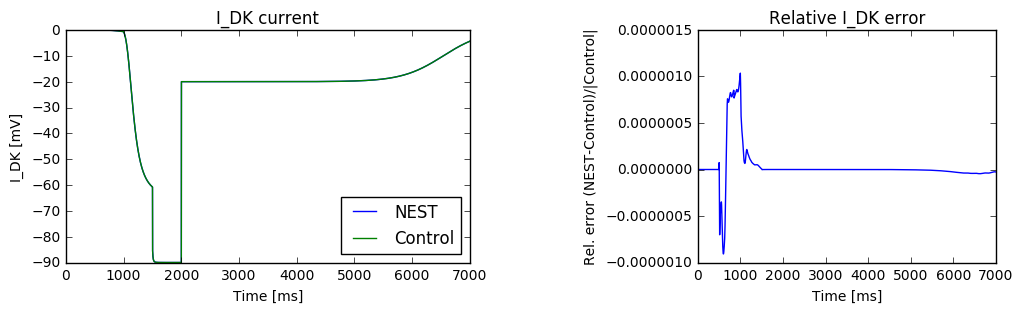 I_DK current
0
−10
−20
−30
−40
−50
−60
−70
−80
−90
I_DK [mV]
NEST
Control
0 1000 2000 3000 4000 5000 6000 7000
Time [ms]
Relative I_DK error
0.0000015
0.0000010
0.0000005
0.0000000
−0.0000005
−0.0000010
Rel. error (NEST-Control)/|Control|
0 1000 2000 3000 4000 5000 6000 7000
Time [ms]